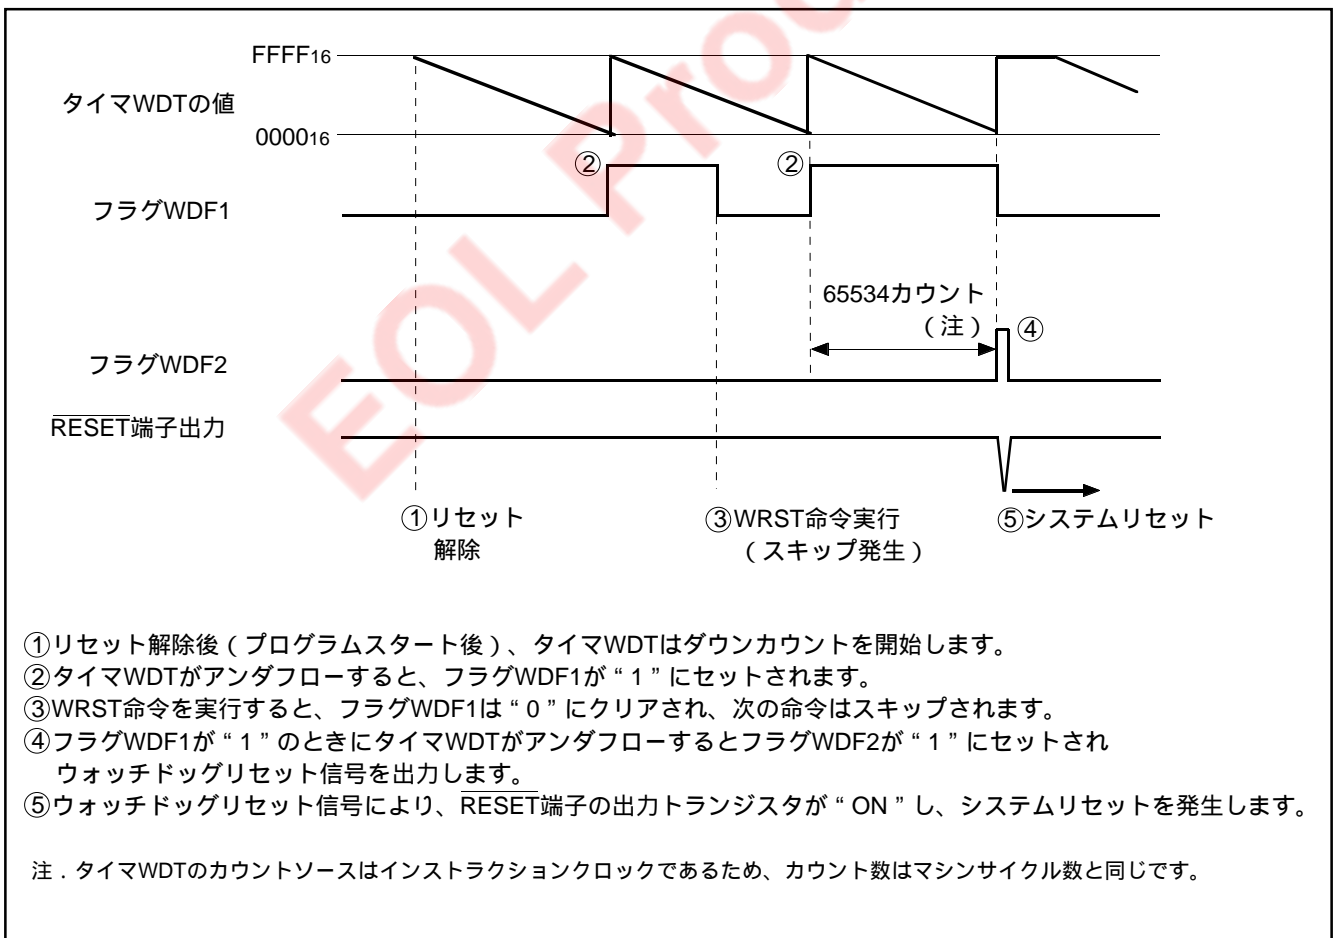 FFFF16
タイマWDTの値
000016
② ②
フラグWDF1
65534カウント
（注） ④
フラグWDF2
RESET端子出力
①リセット
解除
③WRST命令実行
（スキップ発生）
⑤システムリセット
①リセット解除後（プログラムスタート後）、タイマWDTはダウンカウントを開始します。
②タイマWDTがアンダフローすると、フラグWDF1が“1”にセットされます。
③WRST命令を実行すると、フラグWDF1は“0”にクリアされ、次の命令はスキップされます。
④フラグWDF1が“1”のときにタイマWDTがアンダフローするとフラグWDF2が“1”にセットされ
ウォッチドッグリセット信号を出力します。
⑤ウォッチドッグリセット信号により、RESET端子の出力トランジスタが“ON”し、システムリセットを発生します。
注．タイマWDTのカウントソースはインストラクションクロックであるため、カウント数はマシンサイクル数と同じです。
EOL